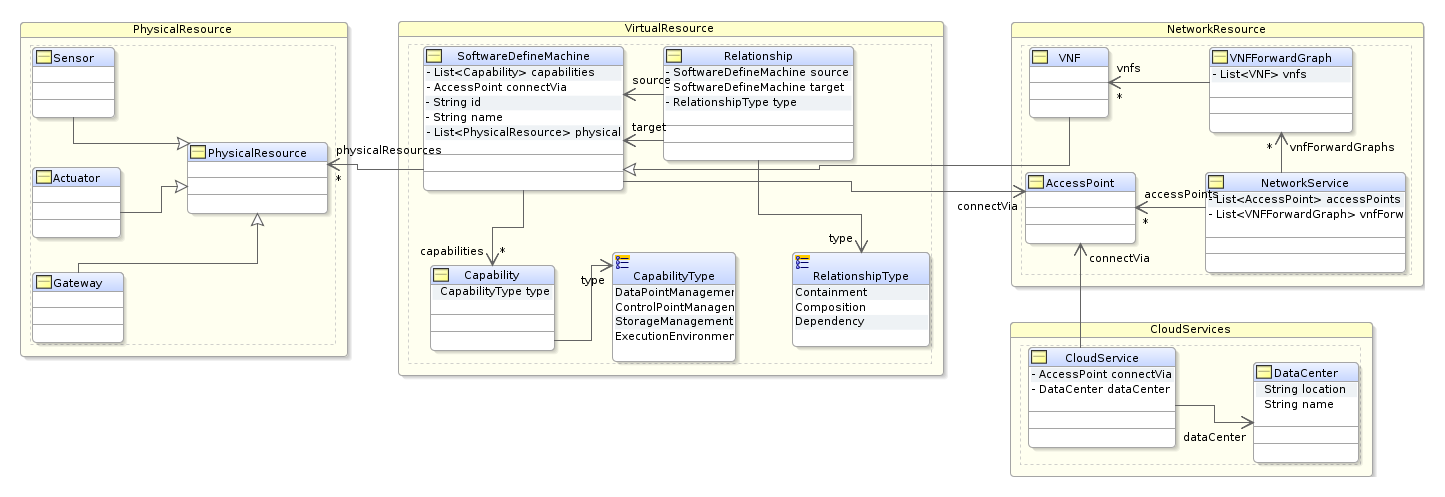 PhysicalResource
Sensor
PhysicalResource
Actuator
Gateway
physicalResources
*
VirtualResource
SoftwareDefineMachine
- List<Capability> capabilities
- AccessPoint connectVia
- String id
- String name
- List<PhysicalResource> physical
Relationship
- SoftwareDefineMachine source
- SoftwareDefineMachine target
- RelationshipType type
source
target
capabilities
*
Capability
CapabilityType type
type
CapabilityType
DataPointManagemer
ControlPointManagen
StorageManagement
ExecutionEnvironmer
type
RelationshipType
Containment
Composition
Dependency
connectVia
NetworkResource
VNF
vnfs
*
VNFForwardGraph
- List<VNF> vnfs
*
vnfForwardGraphs
AccessPoint
accessPoints
*
NetworkService
- List<AccessPoint> accessPoints
- List<VNFForwardGraph> vnfForw
connectVia
CloudServices
CloudService
- AccessPoint connectVia
- DataCenter dataCenter
dataCenter
DataCenter
String location
String name